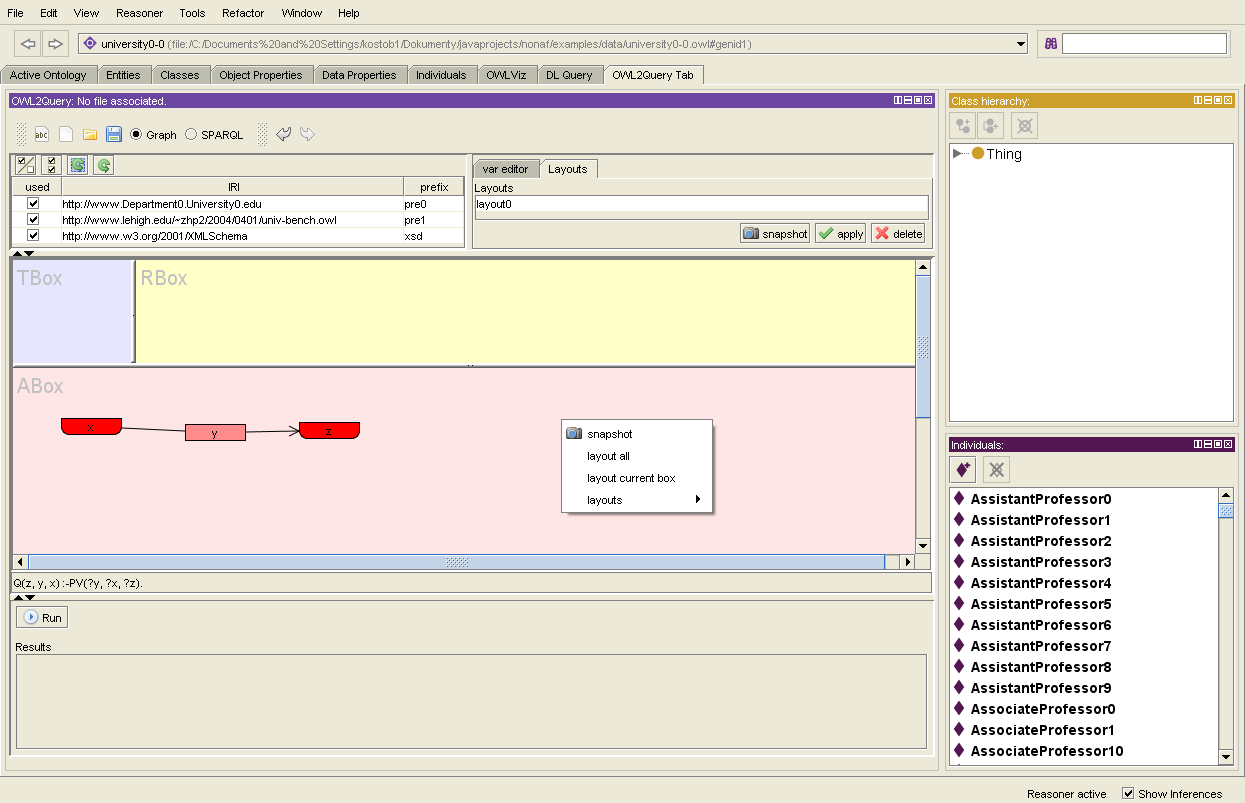 File Edit View Reasoner Tools Refactor Window Help
university0-0 (file:/C:/Documents%20and%20Settings/kostob1/Dokumenty/javaprojects/nonaf/examples/data/university0-0.owl#genid1)
Active Ontology Entities Classes Object Properties Data Properties Individuals OWLViz DL Query OWL2Query Tab
OWL2Query: No file associated.
abc Graph SPARQL
used IRI prefix
http://www.Department0.University0.edu pre0
http://www.lehigh.edu/~zhp2/2004/0401/univ-bench.owl pre1
http://www.w3.org/2001/XMLSchema xsd
var editor Layouts
Layouts
layout0
snapshot apply delete
TBox RBox
ABox
x y z
snapshot
layout all
layout current box
layouts
Q(z, y, x) :-PV(?y, ?x, ?z).
Run
Results
Class hierarchy:
Thing
Individuals:
AssistantProfessor0
AssistantProfessor1
AssistantProfessor2
AssistantProfessor3
AssistantProfessor4
AssistantProfessor5
AssistantProfessor6
AssistantProfessor7
AssistantProfessor8
AssistantProfessor9
AssociateProfessor0
AssociateProfessor1
AssociateProfessor10
Reasoner active Show Inferences